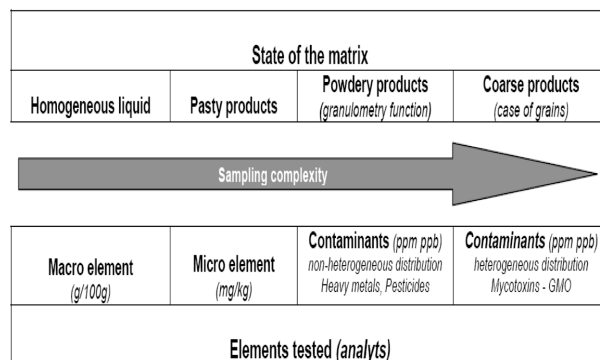 State of the matrix
Homogeneous liquid
Pasty products
Powdery products
(granulometry function)
Coarse products
(case of grains)
Sampling complexity
Macro element
(g/100g)
Micro element
(mg/kg)
Contaminants (ppm ppb)
non-heterogeneous distribution
Heavy metals, Pesticides
Contaminants (ppm ppb)
heterogeneous distribution
Mycotoxins - GMO
Elements tested (analyts)